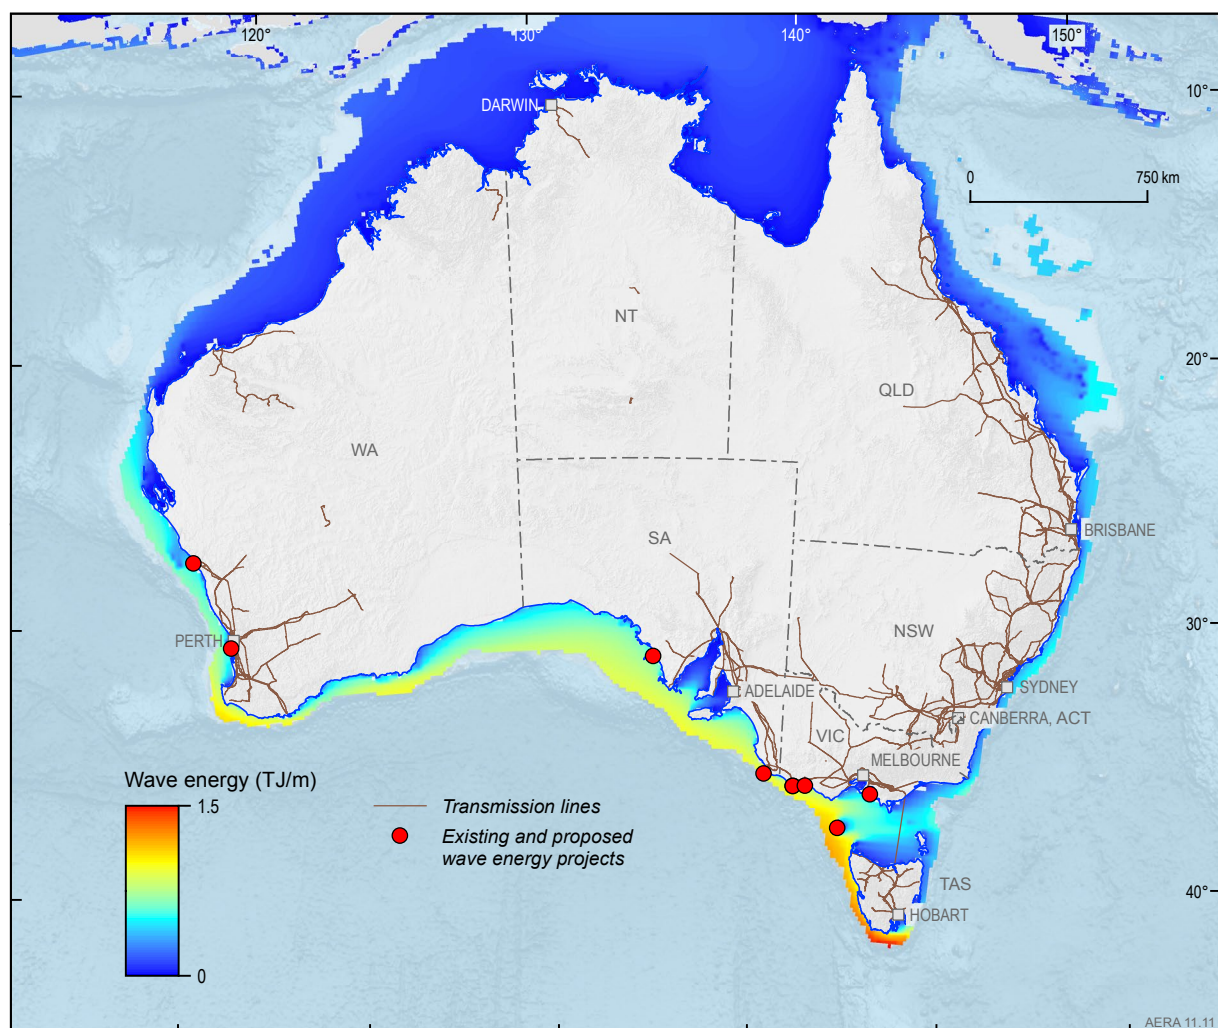 120°
130°
140°
150°
10°
DARWIN
0
750 km
NT
20°
QLD
WA
BRISBANE
SA
30°
NSW
PERTH
SYDNEY
ADELAIDE
CANBERRA, ACT
VIC
MELBOURNE
Wave energy (TJ/m)
1.5
Transmission lines
Existing and proposed
wave energy projects
TAS
40°
HOBART
0
AERA 11.11